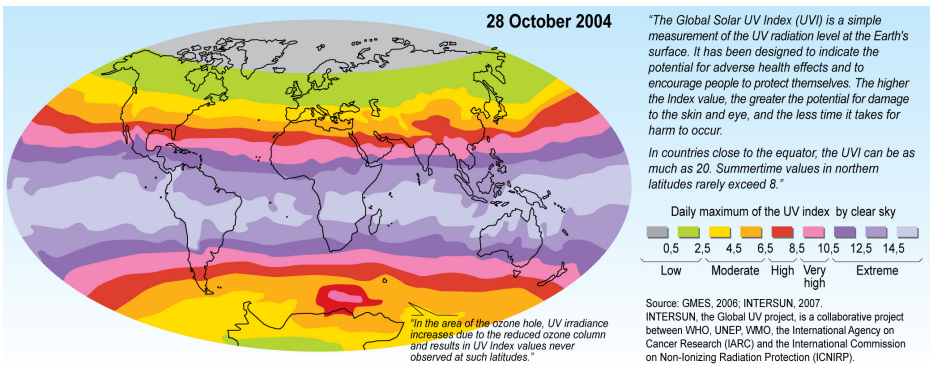 28 October 2004
“The Global Solar UV Index (UVI) is a simple
measurement of the UV radiation level at the Earth's
surface. It has been designed to indicate the
potential for adverse health effects and to
encourage people to protect themselves. The higher
the Index value, the greater the potential for damage
to the skin and eye, and the less time it takes for
harm to occur.
In countries close to the equator, the UVI can be as
much as 20. Summertime values in northern
latitudes rarely exceed 8.”
Daily maximum of the UV index by clear sky
0,5 2,5 4,5 6,5 8,5 10,5 12,5 14,5
Low Moderate High Very Extreme
high
“In the area of the ozone hole, UV irradiance
increases due to the reduced ozone column
and results in UV Index values never
observed at such latitudes.”
Source: GMES, 2006; INTERSUN, 2007.
INTERSUN, the Global UV project, is a collaborative project
between WHO, UNEP, WMO, the International Agency on
Cancer Research (IARC) and the International Commission
on Non-Ionizing Radiation Protection (ICNIRP).